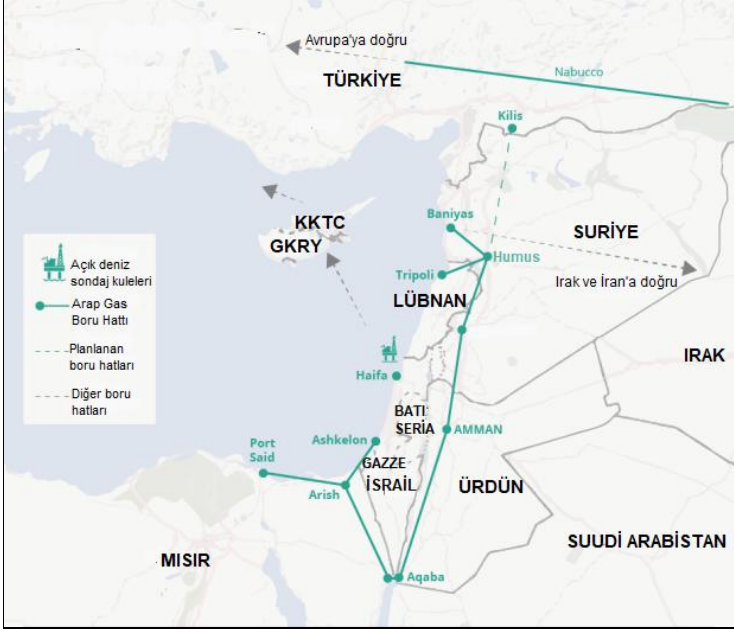 Avrupa'ya doğru
TÜRKİYE
Nabucco
Kilis
KKTC
GKRY
Baniyas
SURİYE
Humus
Tripoli
Irak ve İran'a doğru
LÜBNAN
Açık deniz
sondaj kuleleri
Arap Gas
Boru Hattı
Planlanan
boru hatları
Diğer boru
hatları
IRAK
Haifa
BATI
SERIA
AMMAN
Ashkelon
Port
Said
GAZZE
İSRAİL
Arish
ÜRDÜN
SUUDİ ARABİSTAN
MISIR
Aqaba